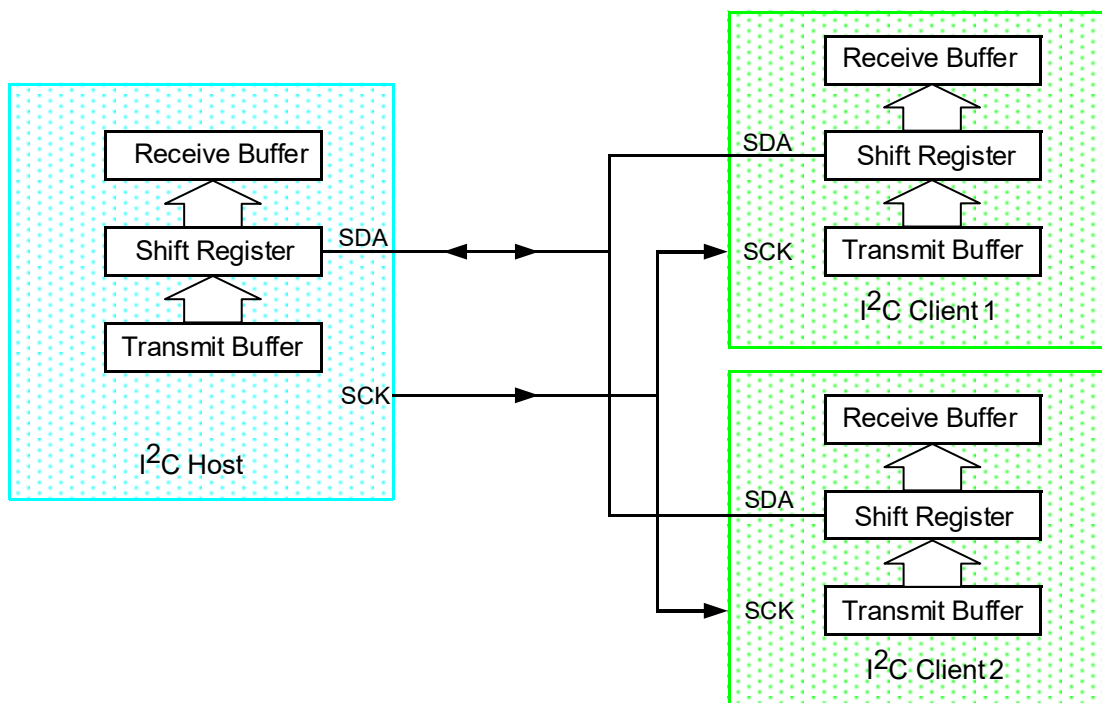 Receive Buffer
Shift Register
SDA
Transmit Buffer
SCK
I²C Host
Receive Buffer
SDA
Shift Register
SCK
Transmit Buffer
I²C Client 1
Receive Buffer
SDA
Shift Register
SCK
Transmit Buffer
I²C Client 2